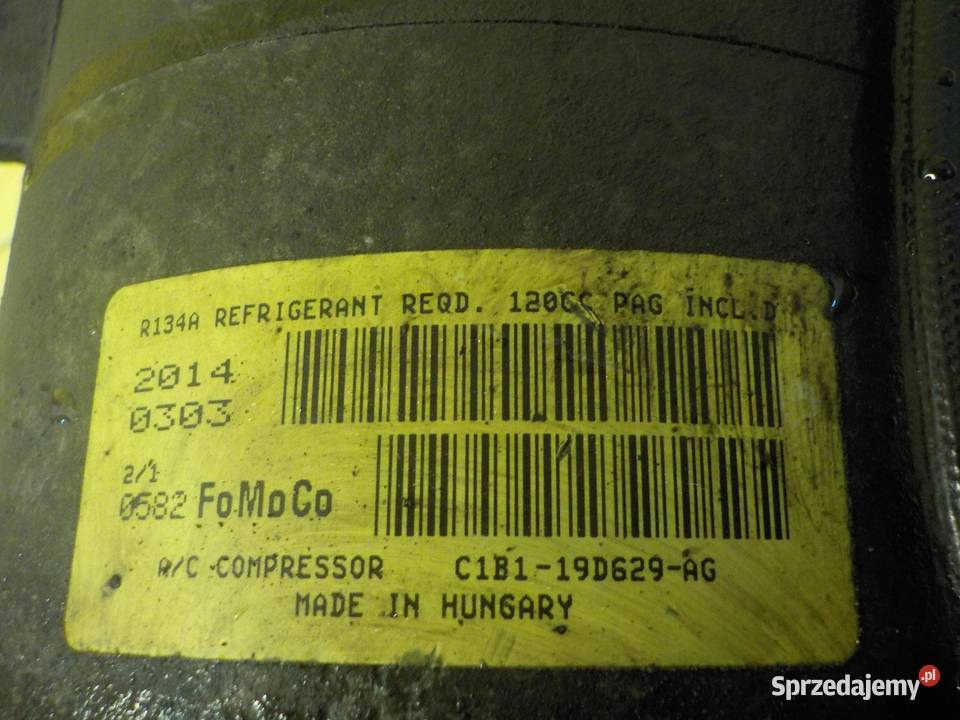 R134A REFRIGERANT REQD. 120CC PAG INCL.D
2014
0303
2/1
0582 FoMoCo
A/C COMPRESSOR C1B1-19D629-AG
MADE IN HUNGARY
Sprzedajemy.pl